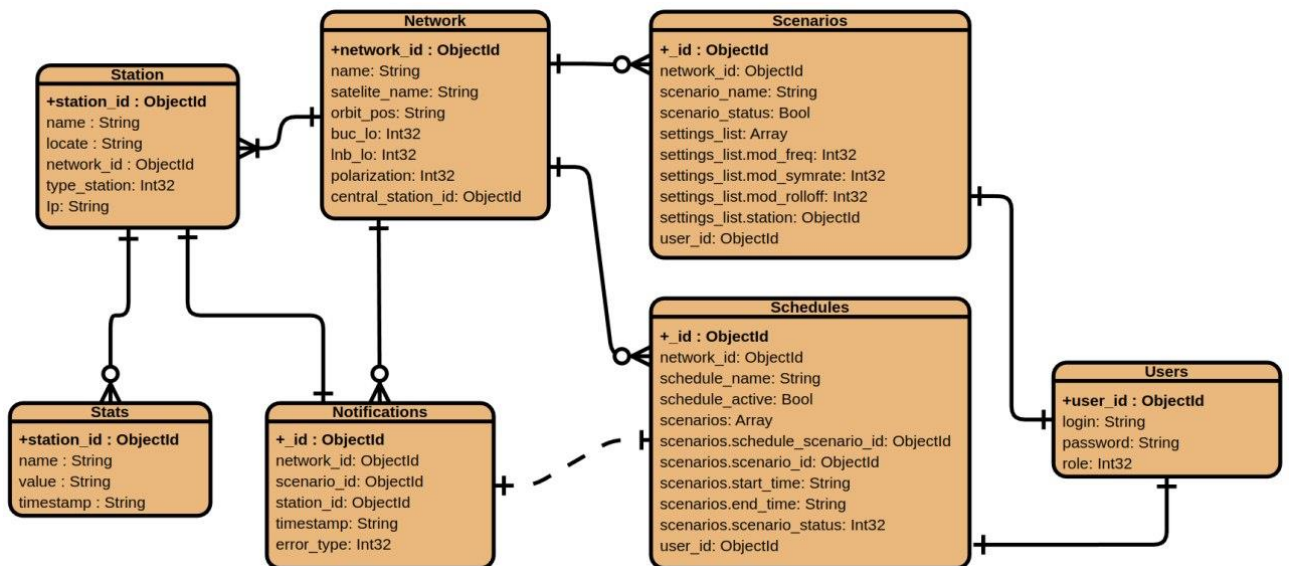 Network
+network_id : ObjectId
name: String
satelite_name: String
orbit_pos: String
buc_lo: Int32
lnb_lo: Int32
polarization: Int32
central_station_id: ObjectId
Scenarios
+_id : ObjectId
network_id: ObjectId
scenario_name: String
scenario_status: Bool
settings_list: Array
settings_list.mod_freq: Int32
settings_list.mod_symrate: Int32
settings_list.mod_rolloff: Int32
settings_list.station: ObjectId
user_id: ObjectId
Station
+station_id : ObjectId
name : String
locate : String
network_id : ObjectId
type_station: Int32
Ip: String
Schedules
+_id : ObjectId
network_id: ObjectId
schedule_name: String
schedule_active: Bool
scenarios: Array
scenarios.schedule_scenario_id: ObjectId
scenarios.scenario_id: ObjectId
scenarios.start_time: String
scenarios.end_time: String
scenarios.scenario_status: Int32
user_id: ObjectId
Users
+user_id : ObjectId
login: String
password: String
role: Int32
Stats
+station_id : ObjectId
name : String
value : String
timestamp : String
Notifications
+_id : ObjectId
network_id: ObjectId
scenario_id: ObjectId
station_id: ObjectId
timestamp: String
error_type: Int32